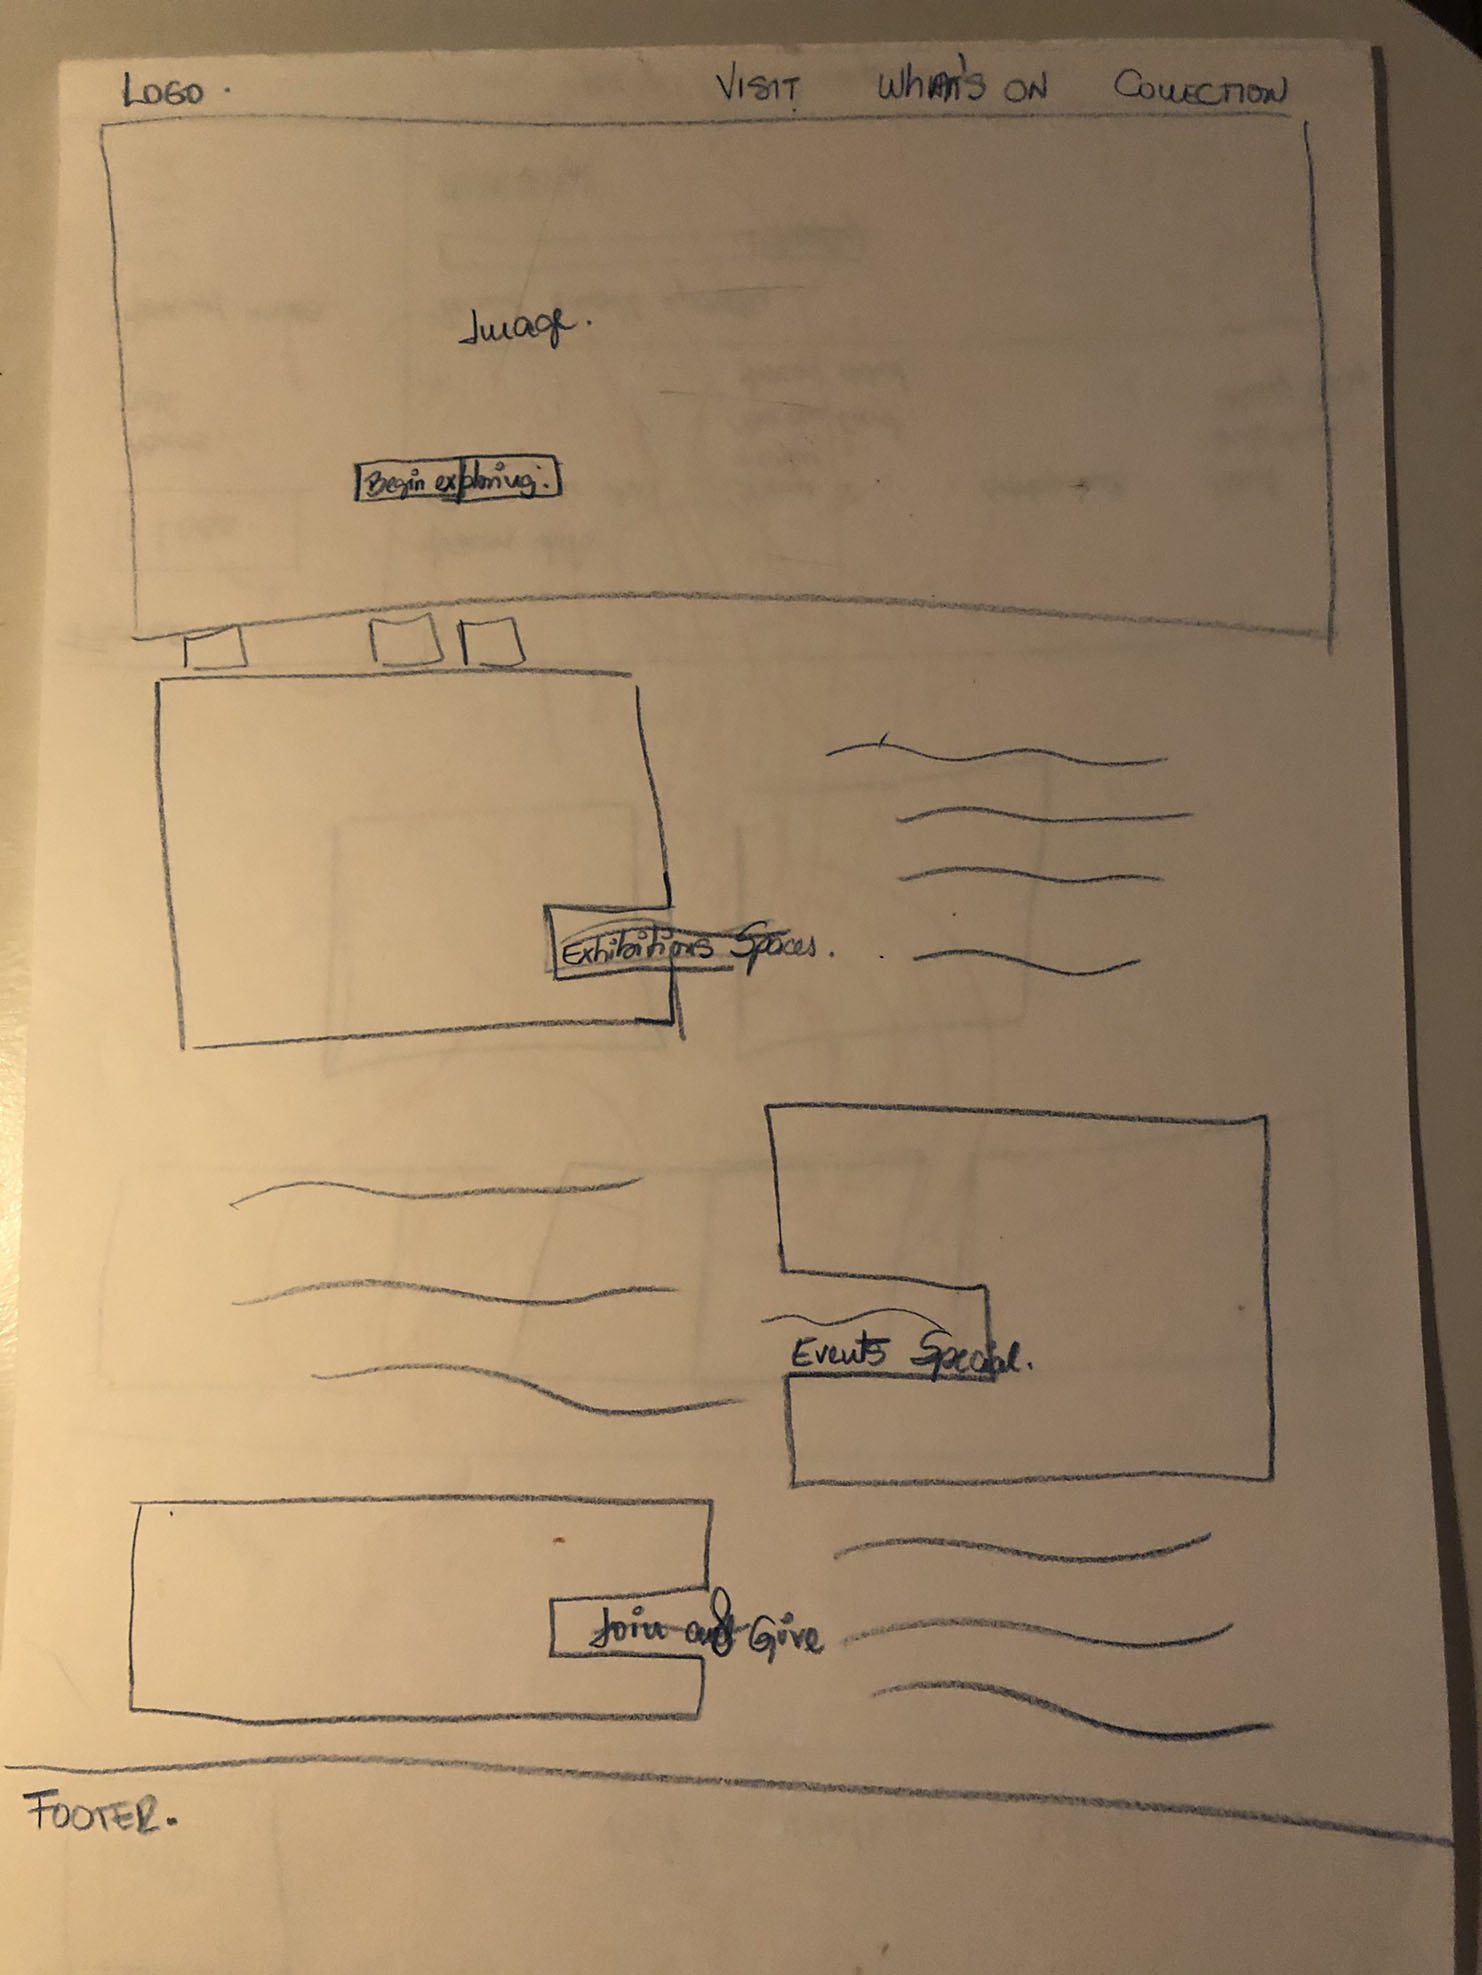 LOGO. VISIT WHAT'S ON COLLECTION
Image.
Begin exploring.
Exhibitions Spaces.
Events Special.
Join and Give
FOOTER.